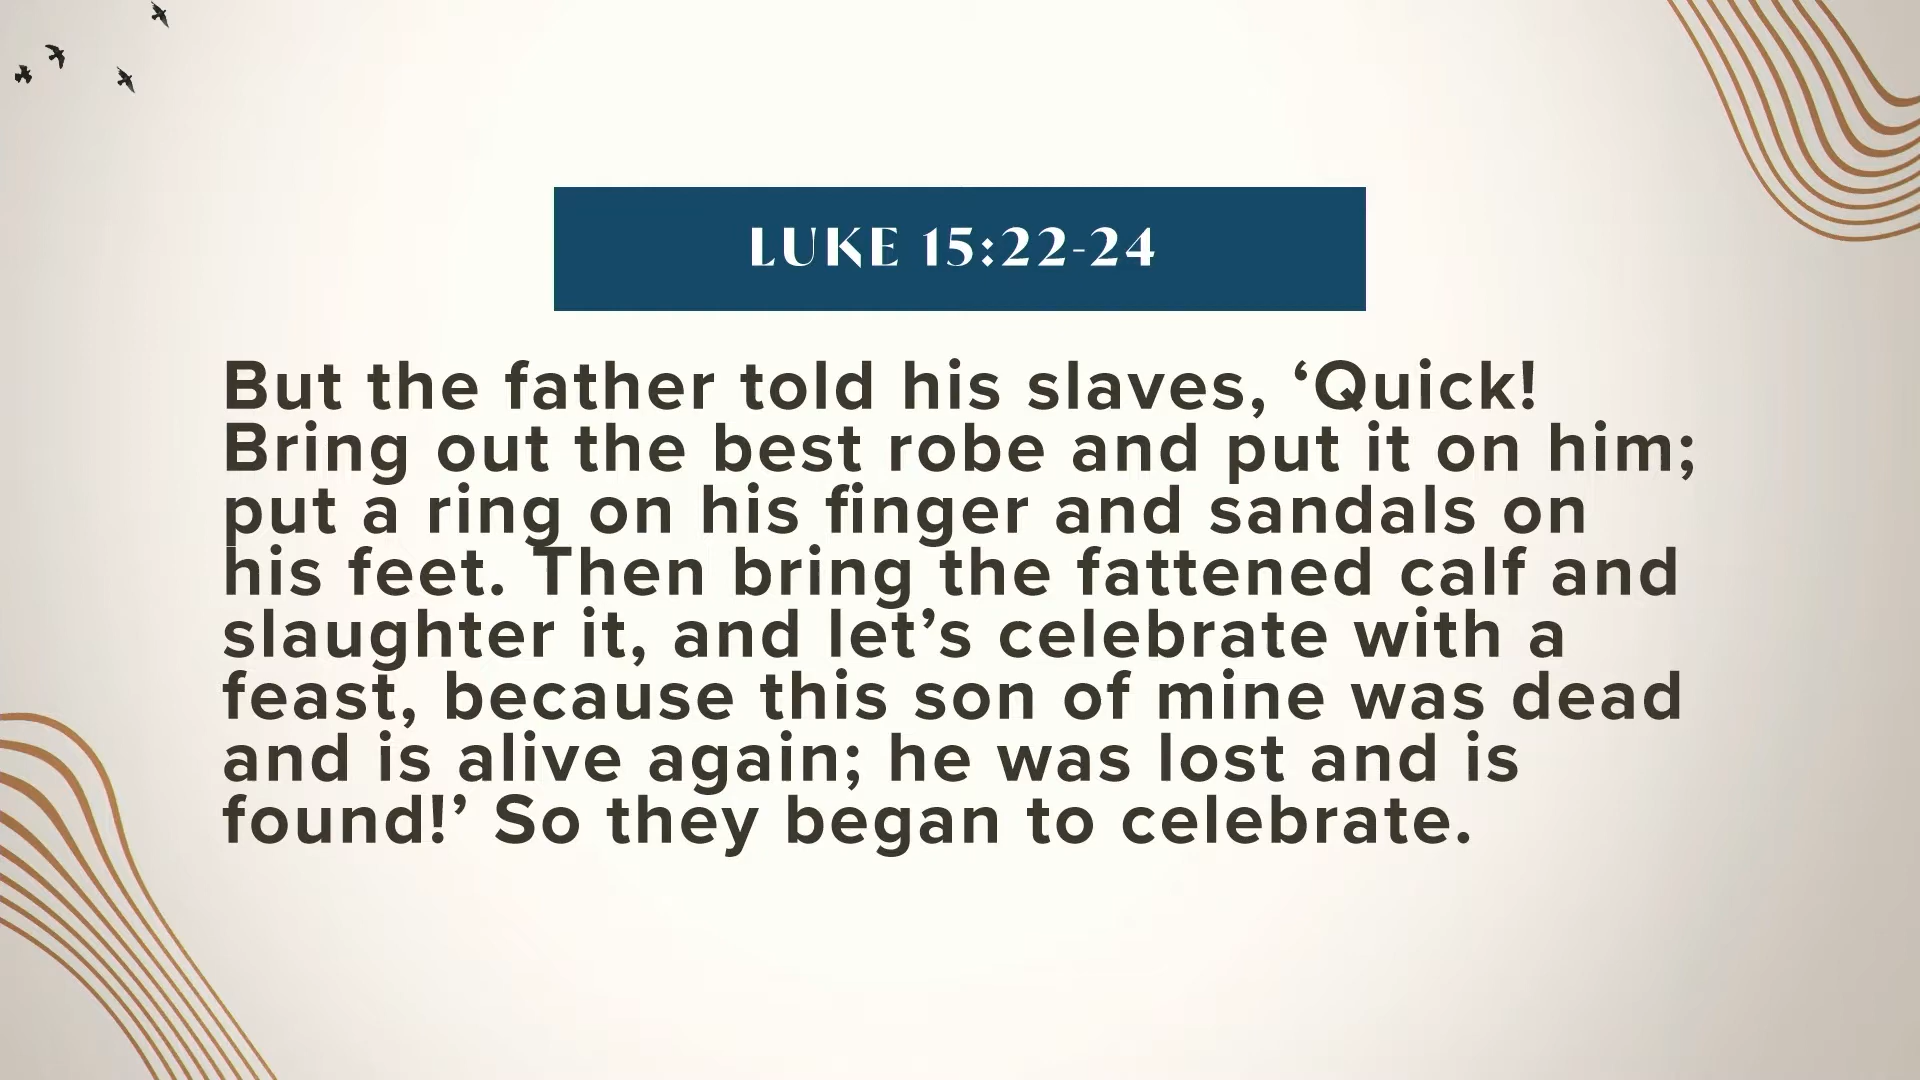 LUKE 15:22-24
But the father told his slaves, ‘Quick!
Bring out the best robe and put it on him;
put a ring on his finger and sandals on
his feet. Then bring the fattened calf and
slaughter it, and let’s celebrate with a
feast, because this son of mine was dead
and is alive again; he was lost and is
found!’ So they began to celebrate.